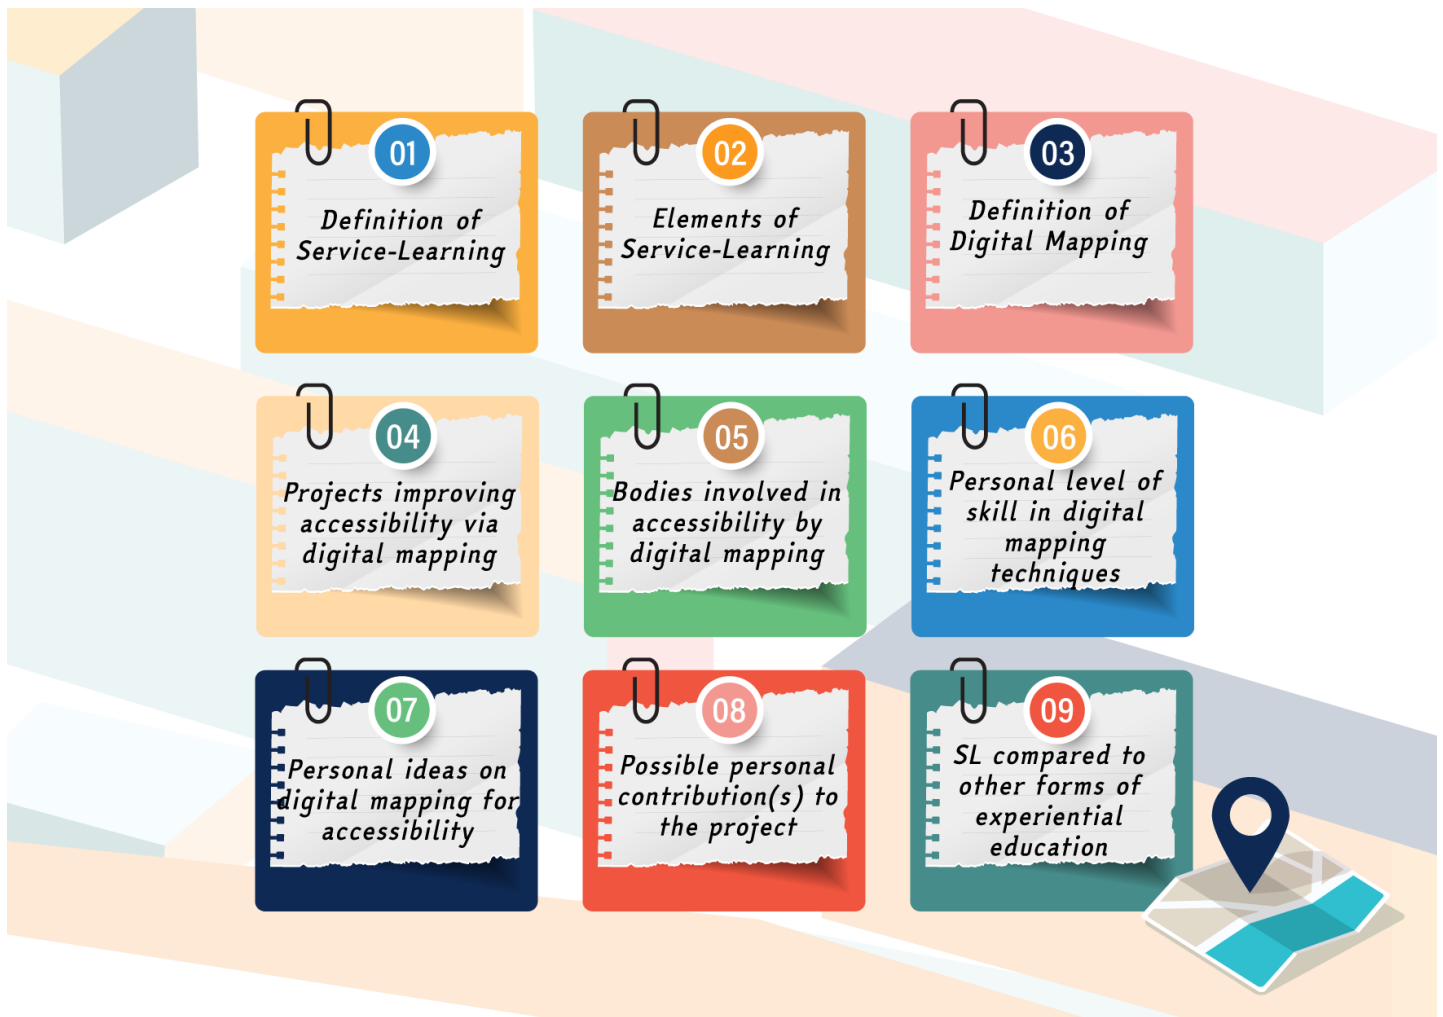 01
Definition of
Service-Learning
02
Elements of
Service-Learning
03
Definition of
Digital Mapping
04
Projects improving
accessibility via
digital mapping
05
Bodies involved in
accessibility by
digital mapping
06
Personal level of
skill in digital
mapping
techniques
07
Personal ideas on
digital mapping for
accessibility
08
Possible personal
contribution(s) to
the project
09
SL compared to
other forms of
experiential
education